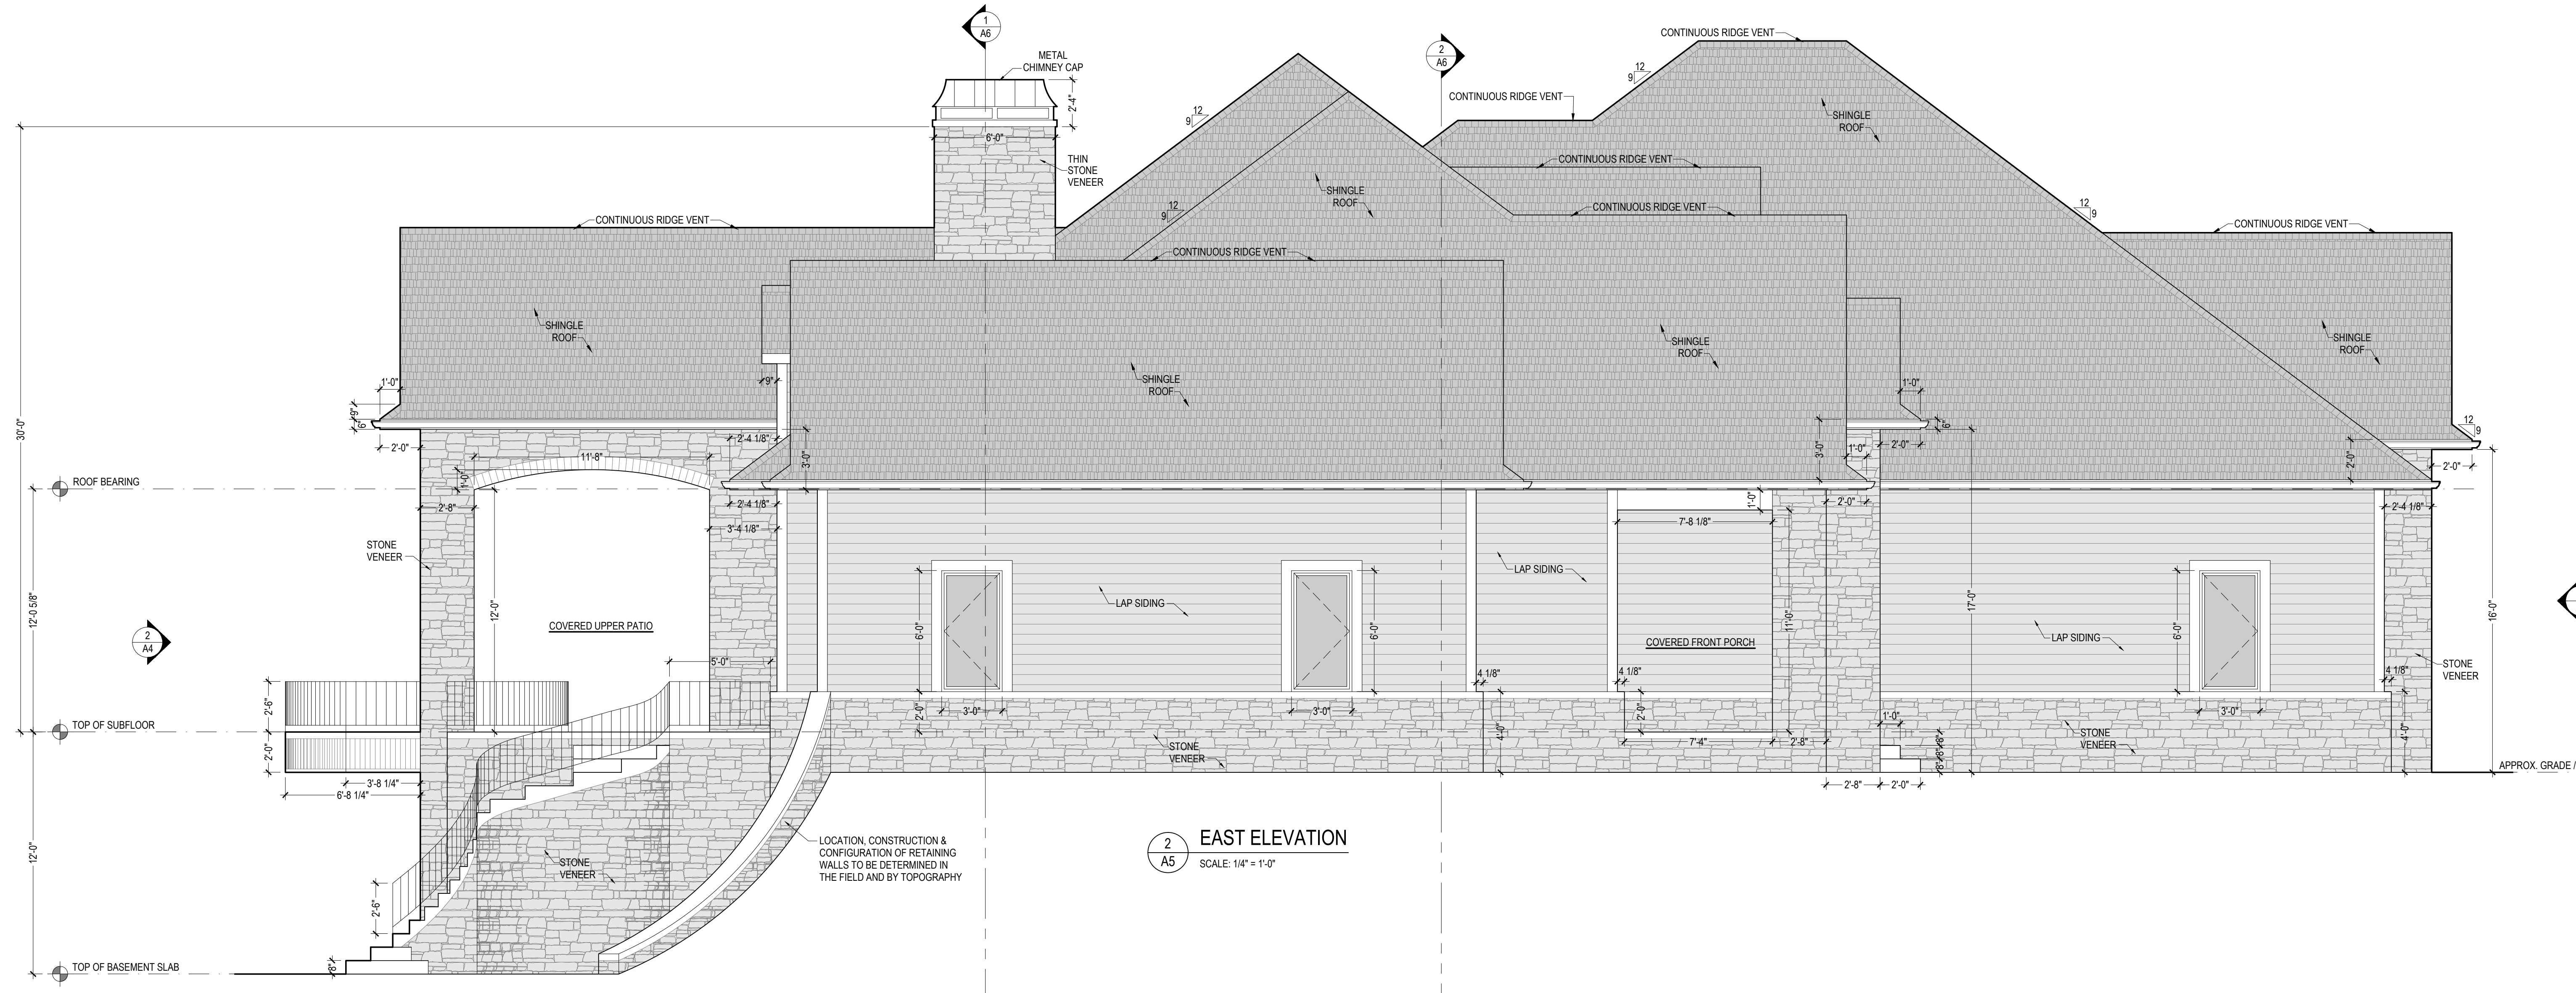 1
A6
METAL
CHIMNEY CAP
2'-4"
6'-0"
THIN
STONE
VENEER
12
9
12
9
2
A6
CONTINUOUS RIDGE VENT
12
9
CONTINUOUS RIDGE VENT
SHINGLE
ROOF
CONTINUOUS RIDGE VENT
SHINGLE
ROOF
CONTINUOUS RIDGE VENT
12
9
CONTINUOUS RIDGE VENT
CONTINUOUS RIDGE VENT
CONTINUOUS RIDGE VENT
SHINGLE
ROOF
SHINGLE
ROOF
SHINGLE
ROOF
SHINGLE
ROOF
30'-0"
1'-0"
9"
6"
2'-0"
9"
2'-4 1/8"
3'-0"
11'-8"
1'-0"
2'-8"
2'-4 1/8"
3'-4 1/8"
1'-0"
6"
3'-0"
1'-0"
2'-0"
2'-0"
12
9
2'-0"
2'-0"
2'-4 1/8"
ROOF BEARING
STONE
VENEER
12'-0 5/8"
12'-0"
COVERED UPPER PATIO
2
A4
5'-0"
6'-0"
3'-0"
2'-0"
LAP SIDING
6'-0"
3'-0"
LAP SIDING
4 1/8"
4'-0"
7'-8 1/8"
1'-0"
11'-0"
COVERED FRONT PORCH
4 1/8"
2'-0"
7'-4"
2'-8"
17'-0"
LAP SIDING
6'-0"
3'-0"
4 1/8"
4'-0"
16'-0"
STONE
VENEER
1'-0"
8"
8"
8"
2'-8"
2'-0"
STONE
VENEER
STONE
VENEER
APPROX. GRADE /
2'-6"
TOP OF SUBFLOOR
2'-0"
3'-8 1/4"
6'-8 1/4"
12'-0"
2'-6"
STONE
VENEER
LOCATION, CONSTRUCTION &
CONFIGURATION OF RETAINING
WALLS TO BE DETERMINED IN
THE FIELD AND BY TOPOGRAPHY
TOP OF BASEMENT SLAB
8"
2
A5
EAST ELEVATION
SCALE: 1/4" = 1'-0"